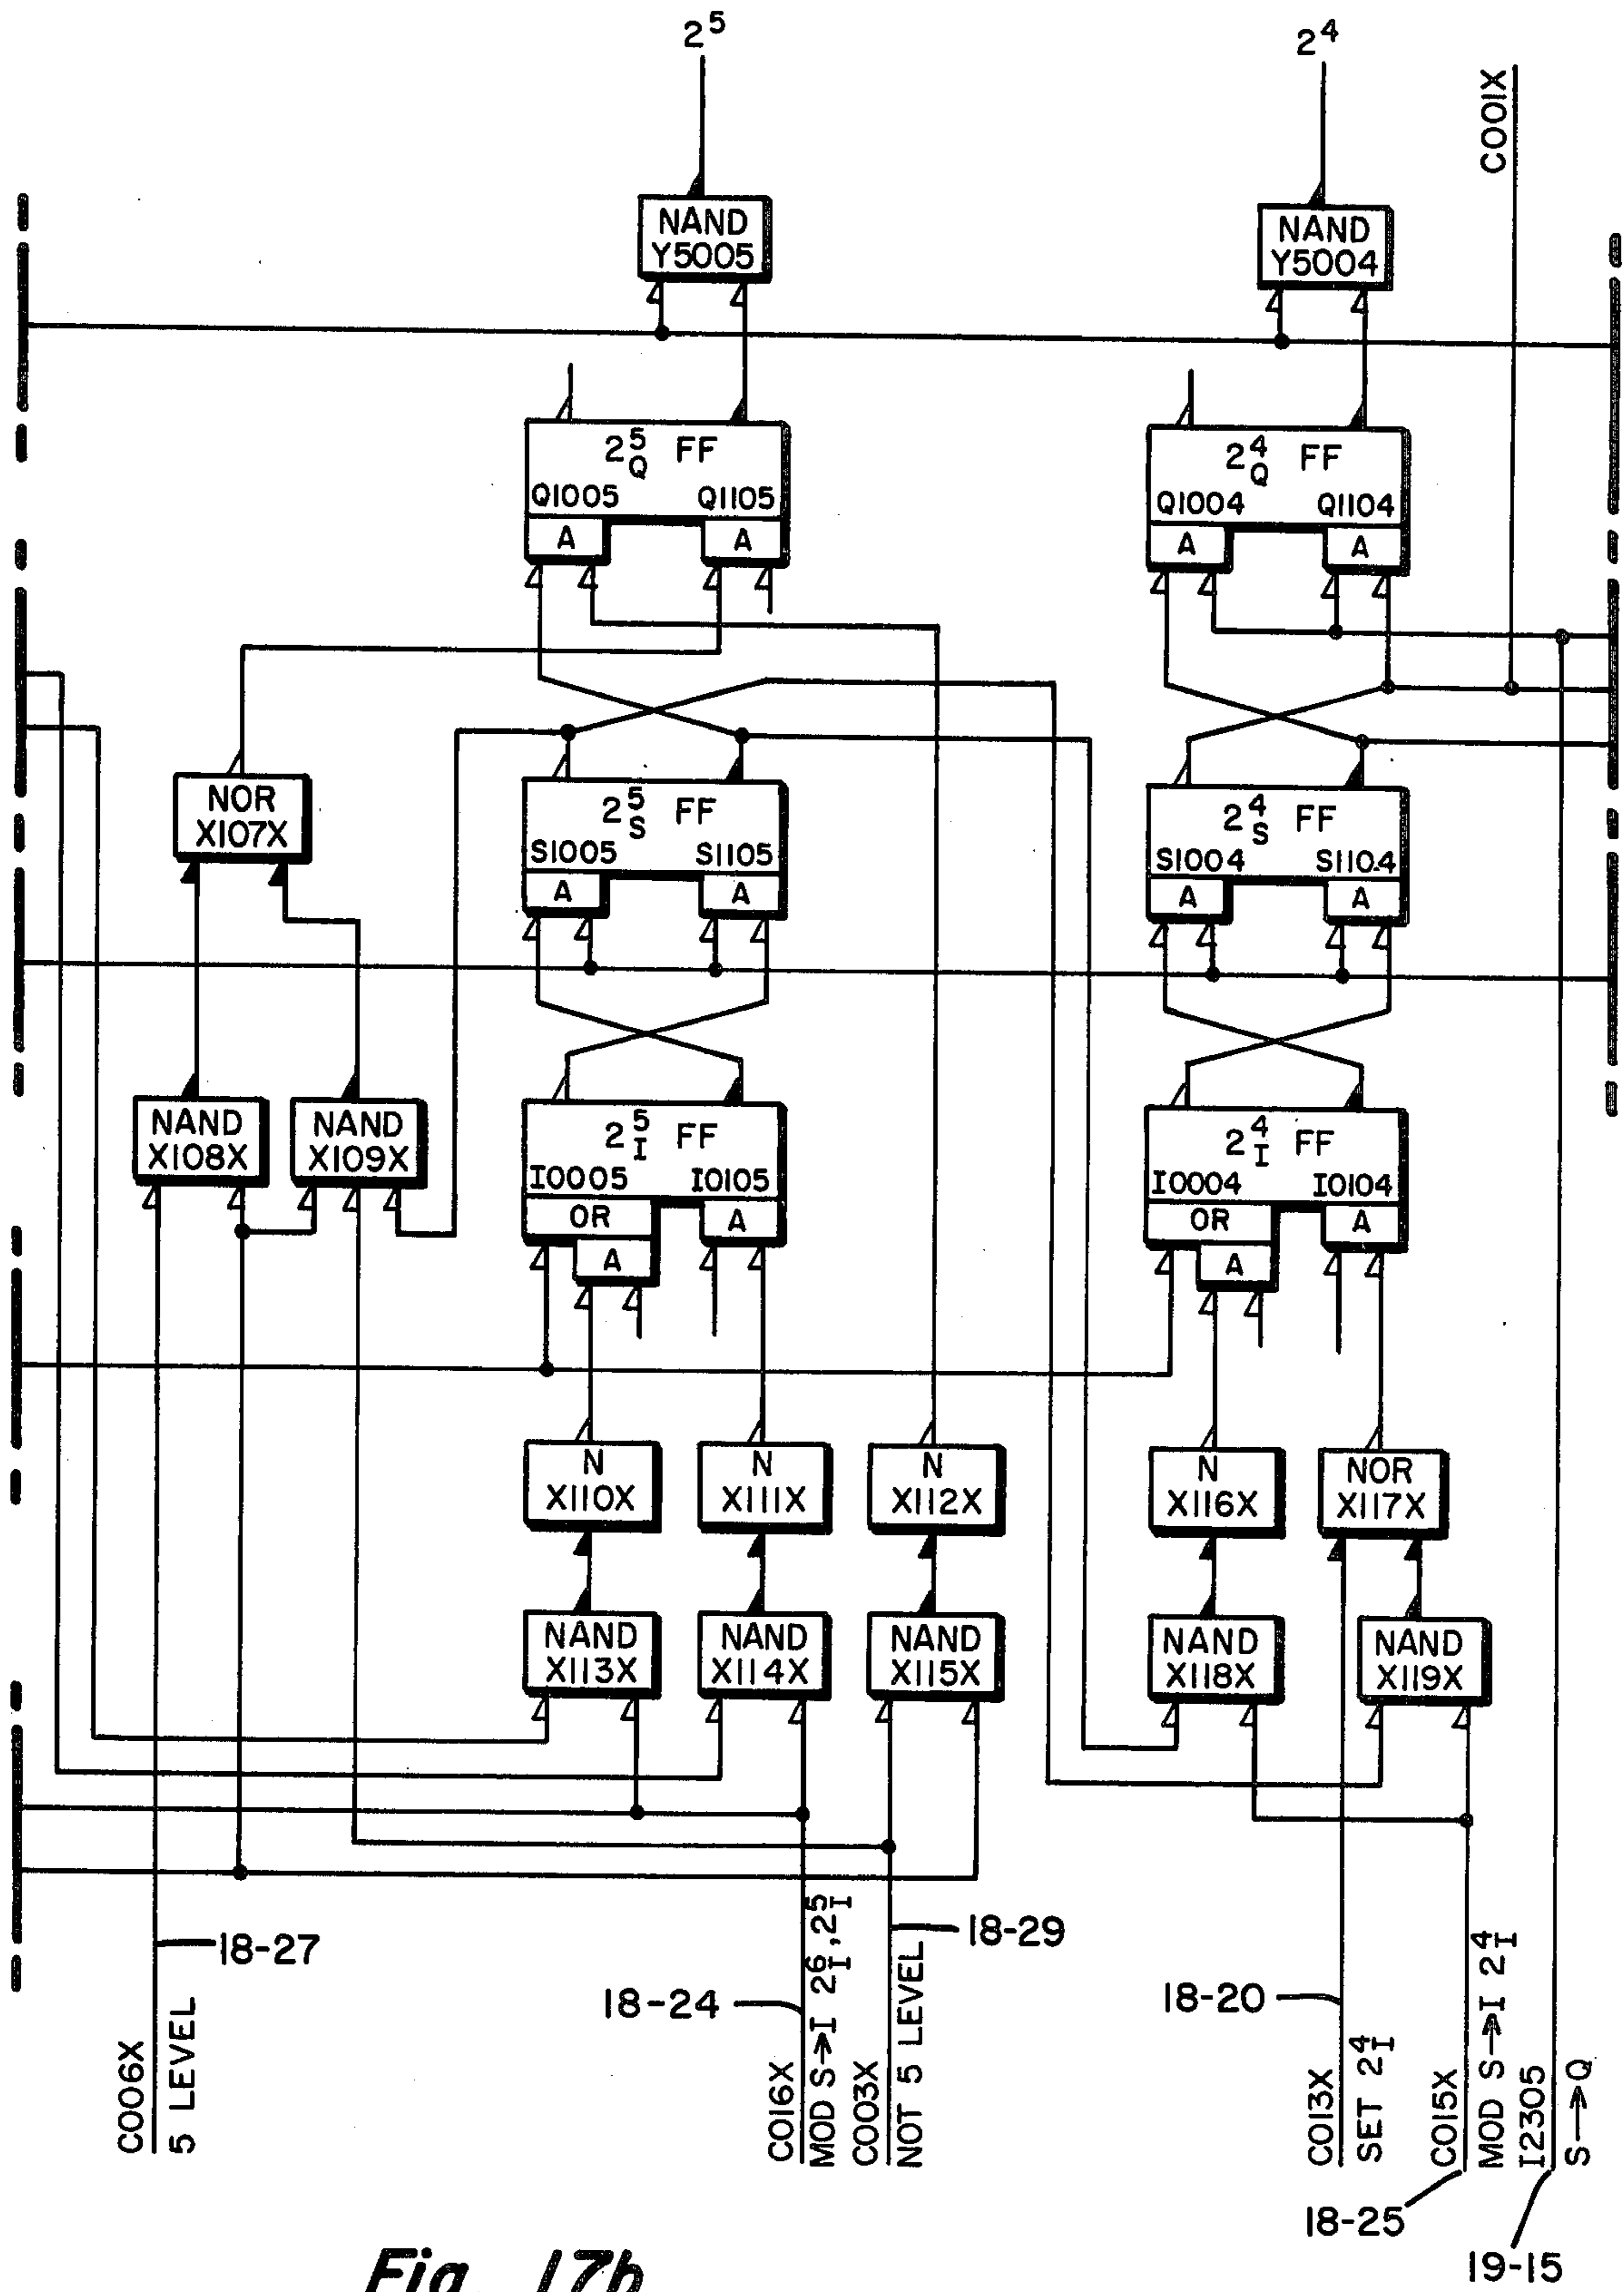 2^5
2^4
C001X
NAND
Y5005
NAND
Y5004
2^5_Q FF
Q1005 Q1105
A A
2^4_Q FF
Q1004 Q1104
A A
NOR
X107X
2^5_S FF
S1005 S1105
A A
2^4_S FF
S1004 S1104
A A
NAND
X108X
NAND
X109X
2^5_I FF
I0005 I0105
OR A
A
2^4_I FF
I0004 I0104
OR A
A
N
X110X
N
X111X
N
X112X
N
X116X
NOR
X117X
NAND
X113X
NAND
X114X
NAND
X115X
NAND
X118X
NAND
X119X
18-27
C006X
5 LEVEL
18-24
C016X
MOD S→I 2^6_I, 2^5_I
18-29
C003X
NOT 5 LEVEL
18-20
C013X
SET 2^4_I
C015X
MOD S→I 2^4_I
18-25
I2305
S→Q
19-15
Fig. 17b